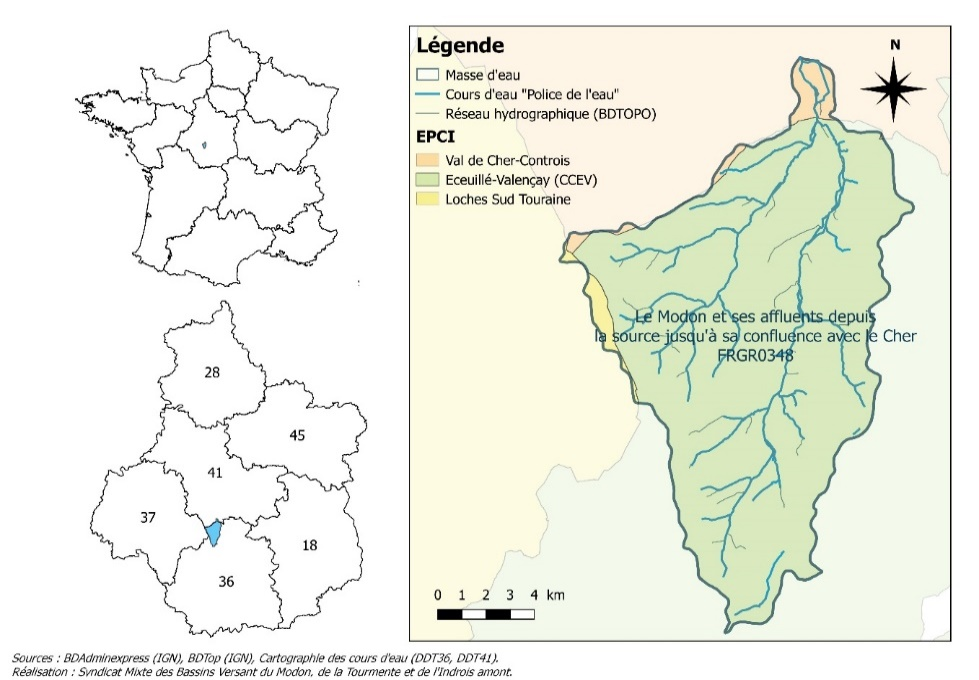 Légende
Masse d'eau
Cours d'eau "Police de l'eau"
Réseau hydrographique (BDTOPO)
EPCI
Val de Cher-Controis
Eceuillé-Valençay (CCEV)
Loches Sud Touraine
N
Le Modon et ses affluents depuis
la source jusqu'à sa confluence avec le Cher
FRGR0348
0 1 2 3 4 km
28
45
41
37
18
36
Sources : BDAdminexpress (IGN), BDTop (IGN), Cartographie des cours d'eau (DDT36, DDT41).
Réalisation : Syndicat Mixte des Bassins Versant du Modon, de la Tourmente et de l'Indrois amont.